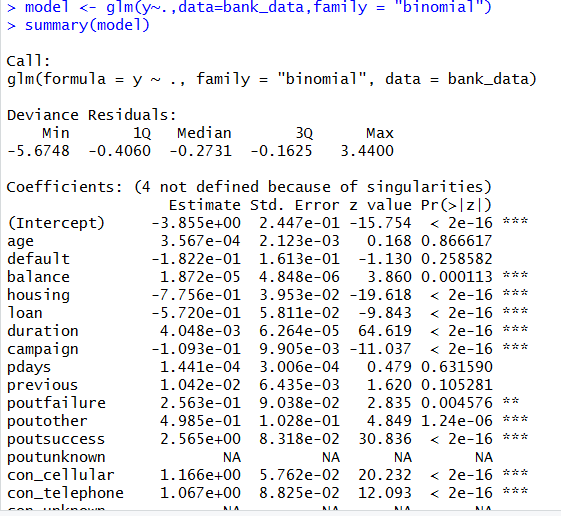 > model <- glm(y~.,data=bank_data,family = "binomial")
> summary(model)
Call:
glm(formula = y ~ ., family = "binomial", data = bank_data)
Deviance Residuals:
Min 1Q Median 3Q Max
-5.6748 -0.4060 -0.2731 -0.1625 3.4400
Coefficients: (4 not defined because of singularities)
Estimate Std. Error z value Pr(>|z|)
(Intercept) -3.855e+00 2.447e-01 -15.754 < 2e-16 ***
age 3.567e-04 2.123e-03 0.168 0.866617
default -1.822e-01 1.613e-01 -1.130 0.258582
balance 1.872e-05 4.848e-06 3.860 0.000113 ***
housing -7.756e-01 3.953e-02 -19.618 < 2e-16 ***
loan -5.720e-01 5.811e-02 -9.843 < 2e-16 ***
duration 4.048e-03 6.264e-05 64.619 < 2e-16 ***
campaign -1.093e-01 9.905e-03 -11.037 < 2e-16 ***
pdays 1.441e-04 3.006e-04 0.479 0.631590
previous 1.042e-02 6.435e-03 1.620 0.105281
poutfailure 2.563e-01 9.038e-02 2.835 0.004576 **
poutother 4.985e-01 1.028e-01 4.849 1.24e-06 ***
poutsuccess 2.565e+00 8.318e-02 30.836 < 2e-16 ***
poutunknown NA NA NA NA
con_cellular 1.166e+00 5.762e-02 20.232 < 2e-16 ***
con_telephone 1.067e+00 8.825e-02 12.093 < 2e-16 ***
con_unknown NA NA NA NA